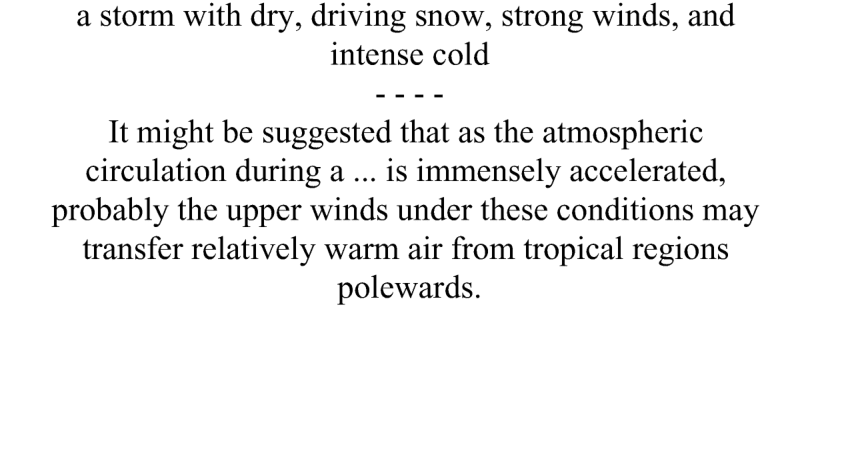 a storm with dry, driving snow, strong winds, and
intense cold
- - - -
It might be suggested that as the atmospheric
circulation during a ... is immensely accelerated,
probably the upper winds under these conditions may
transfer relatively warm air from tropical regions
polewards.